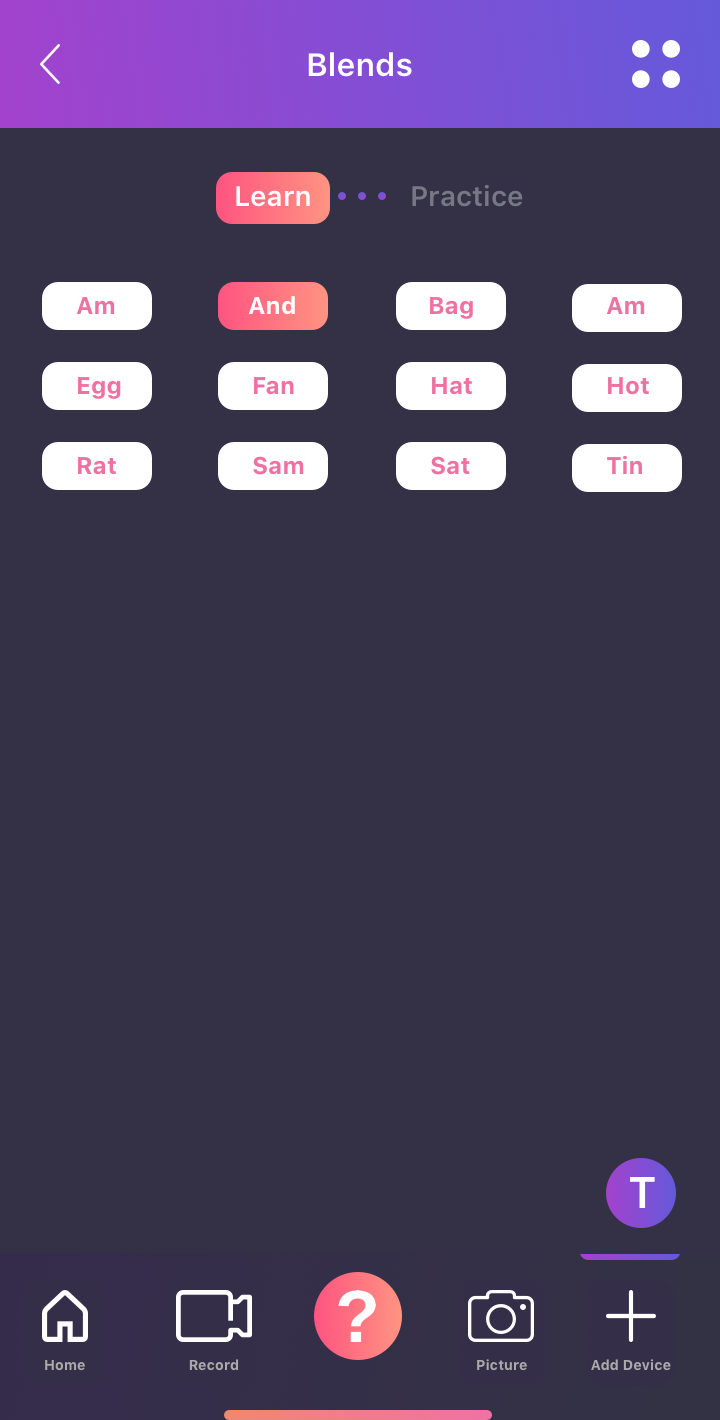 Blends
Learn Practice
Am And Bag Am
Egg Fan Hat Hot
Rat Sam Sat Tin
T
?
Home Record Picture Add Device